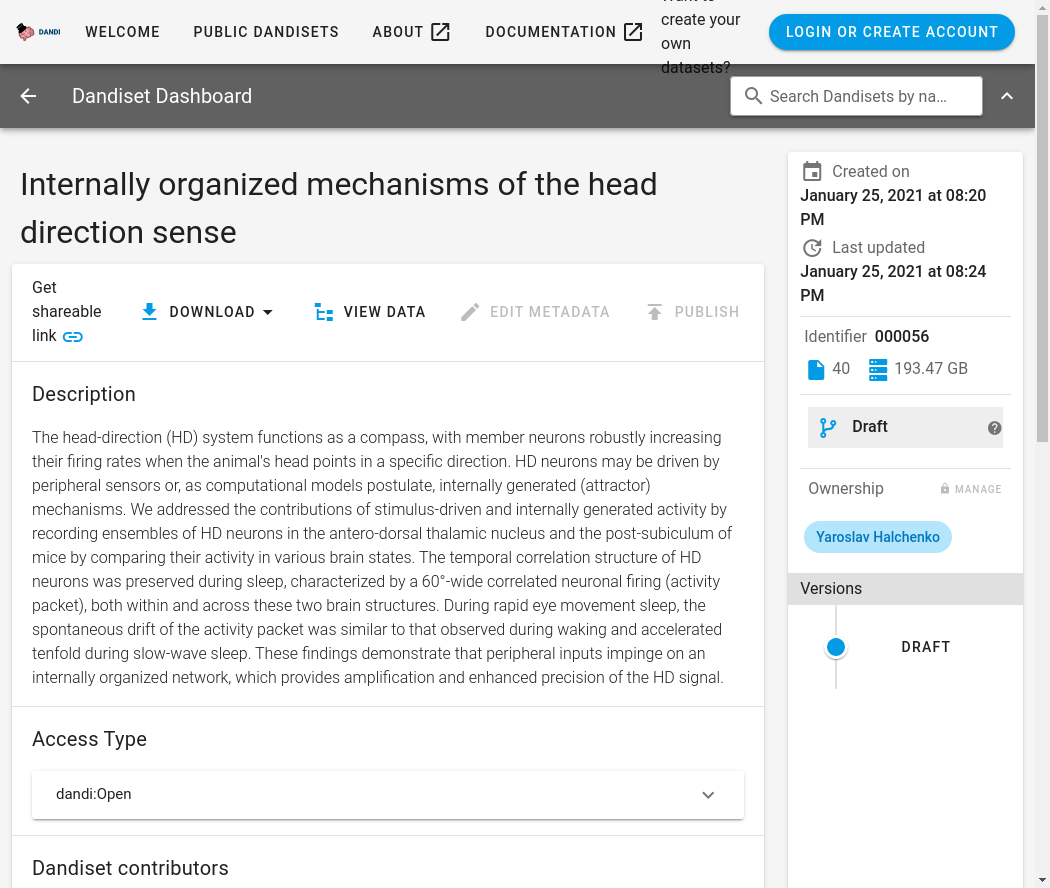 DANDI
WELCOME
PUBLIC DANDISETS
ABOUT
DOCUMENTATION
create your
own
datasets?
LOGIN OR CREATE ACCOUNT
Dandiset Dashboard
Search Dandisets by na…
Internally organized mechanisms of the head
direction sense
Get
shareable
link
DOWNLOAD
VIEW DATA
EDIT METADATA
PUBLISH
Description
The head-direction (HD) system functions as a compass, with member neurons robustly increasing
their firing rates when the animal's head points in a specific direction. HD neurons may be driven by
peripheral sensors or, as computational models postulate, internally generated (attractor)
mechanisms. We addressed the contributions of stimulus-driven and internally generated activity by
recording ensembles of HD neurons in the antero-dorsal thalamic nucleus and the post-subiculum of
mice by comparing their activity in various brain states. The temporal correlation structure of HD
neurons was preserved during sleep, characterized by a 60°-wide correlated neuronal firing (activity
packet), both within and across these two brain structures. During rapid eye movement sleep, the
spontaneous drift of the activity packet was similar to that observed during waking and accelerated
tenfold during slow-wave sleep. These findings demonstrate that peripheral inputs impinge on an
internally organized network, which provides amplification and enhanced precision of the HD signal.
Access Type
dandi:Open
Dandiset contributors
Created on
January 25, 2021 at 08:20
PM
Last updated
January 25, 2021 at 08:24
PM
Identifier 000056
40 193.47 GB
Draft
Ownership
MANAGE
Yaroslav Halchenko
Versions
DRAFT